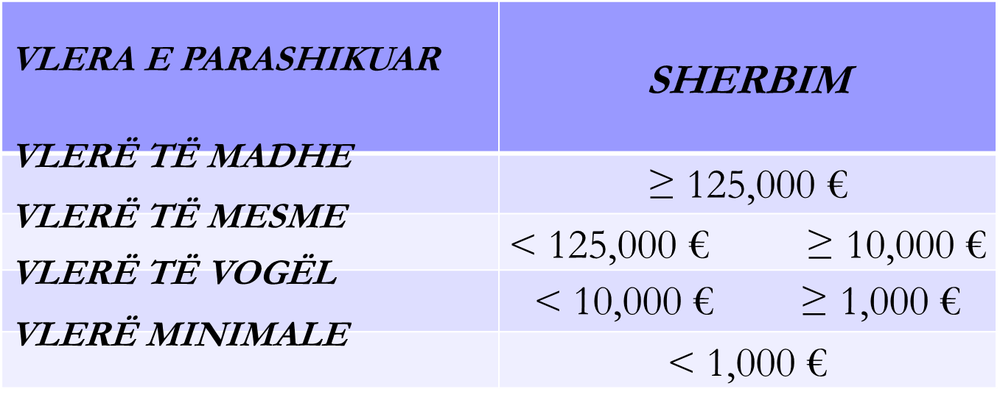 VLERA E PARASHIKUAR
SHERBIM
VLERË TË MADHE
≥ 125,000 €
VLERË TË MESME
< 125,000 € ≥ 10,000 €
VLERË TË VOGËL
< 10,000 € ≥ 1,000 €
VLERË MINIMALE
< 1,000 €